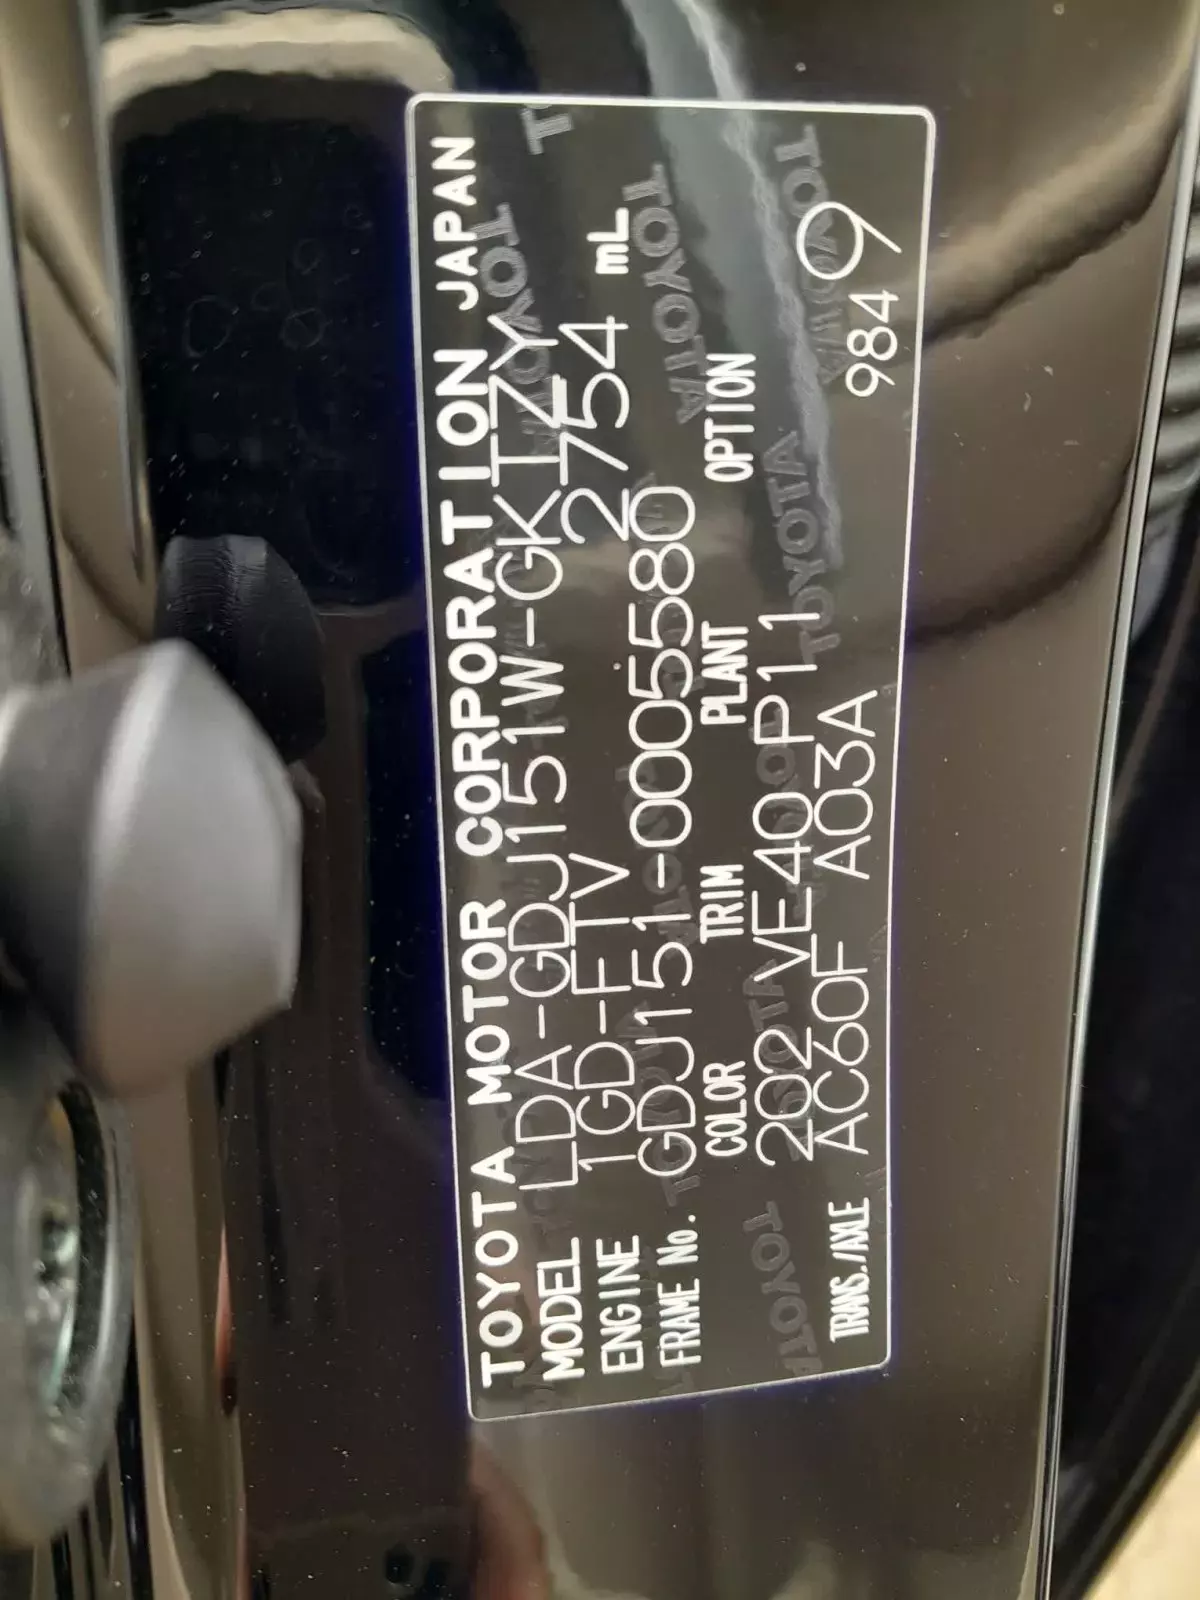 TOYOTA MOTOR CORPORATION JAPAN
MODEL LDA-GDJ151W-GKTZY
ENGINE 1GD-FTV 2754 mL
FRAME No. GDJ151-0005580
COLOR TRIM PLANT OPTION
202 VE40 P11
TRANS./AXLE AC60F A03A 984